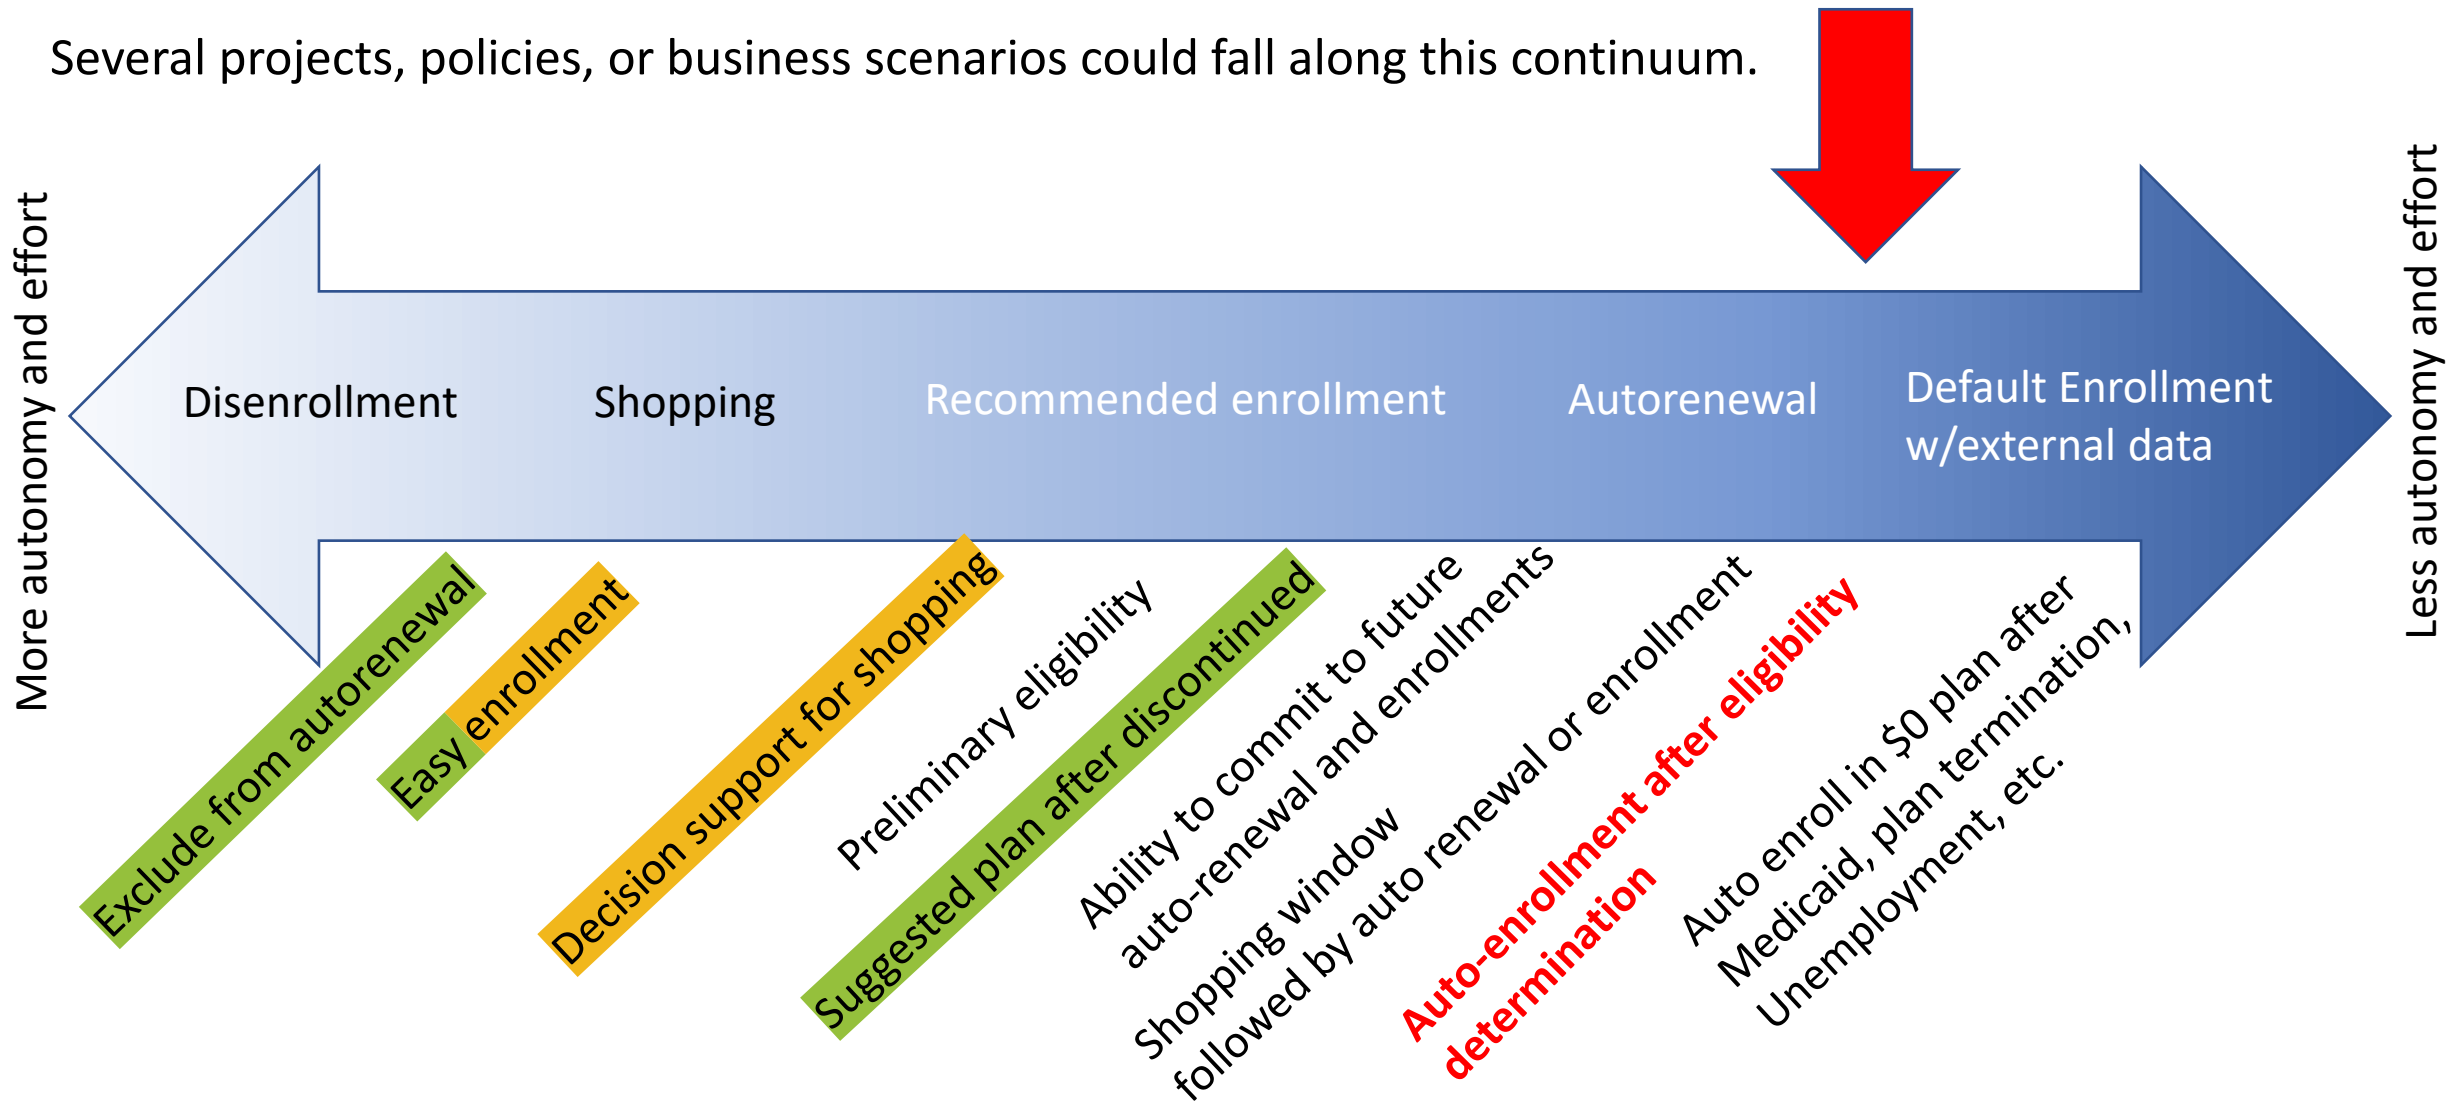 Several projects, policies, or business scenarios could fall along this continuum.
More autonomy and effort
Less autonomy and effort
Disenrollment
Shopping
Recommended enrollment
Autorenewal
Default Enrollment
w/external data
Exclude from autorenewal
Easy enrollment
Decision support for shopping
Preliminary eligibility
Suggested plan after discontinued
Ability to commit to future
auto-renewal and enrollments
Shopping window
followed by auto renewal or enrollment
Auto-enrollment after eligibility
determination
Auto enroll in $0 plan after
Medicaid, plan termination,
Unemployment, etc.